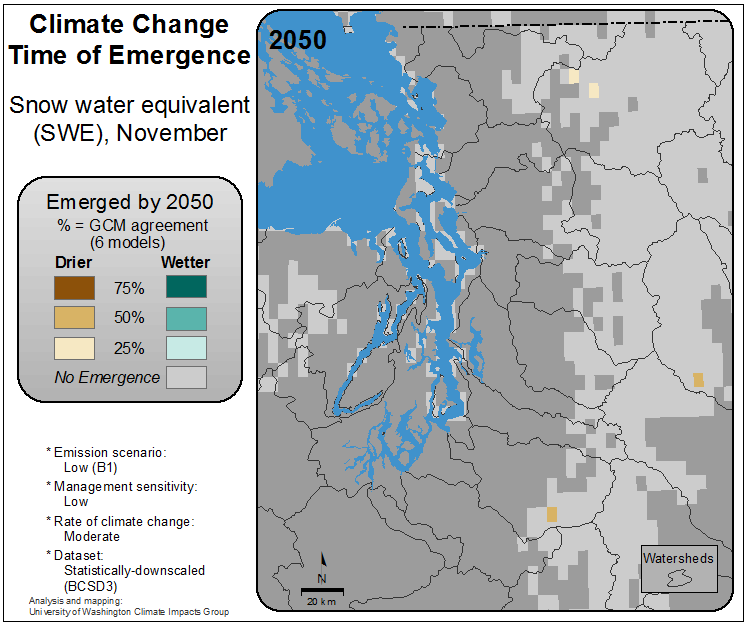 Climate Change
Time of Emergence
Snow water equivalent
(SWE), November
Emerged by 2050
% = GCM agreement
(6 models)
Drier Wetter
75%
50%
25%
No Emergence
* Emission scenario:
Low (B1)
* Management sensitivity:
Low
* Rate of climate change:
Moderate
* Dataset:
Statistically-downscaled
(BCSD3)
Analysis and mapping:
University of Washington Climate Impacts Group
2050
N
20 km
Watersheds